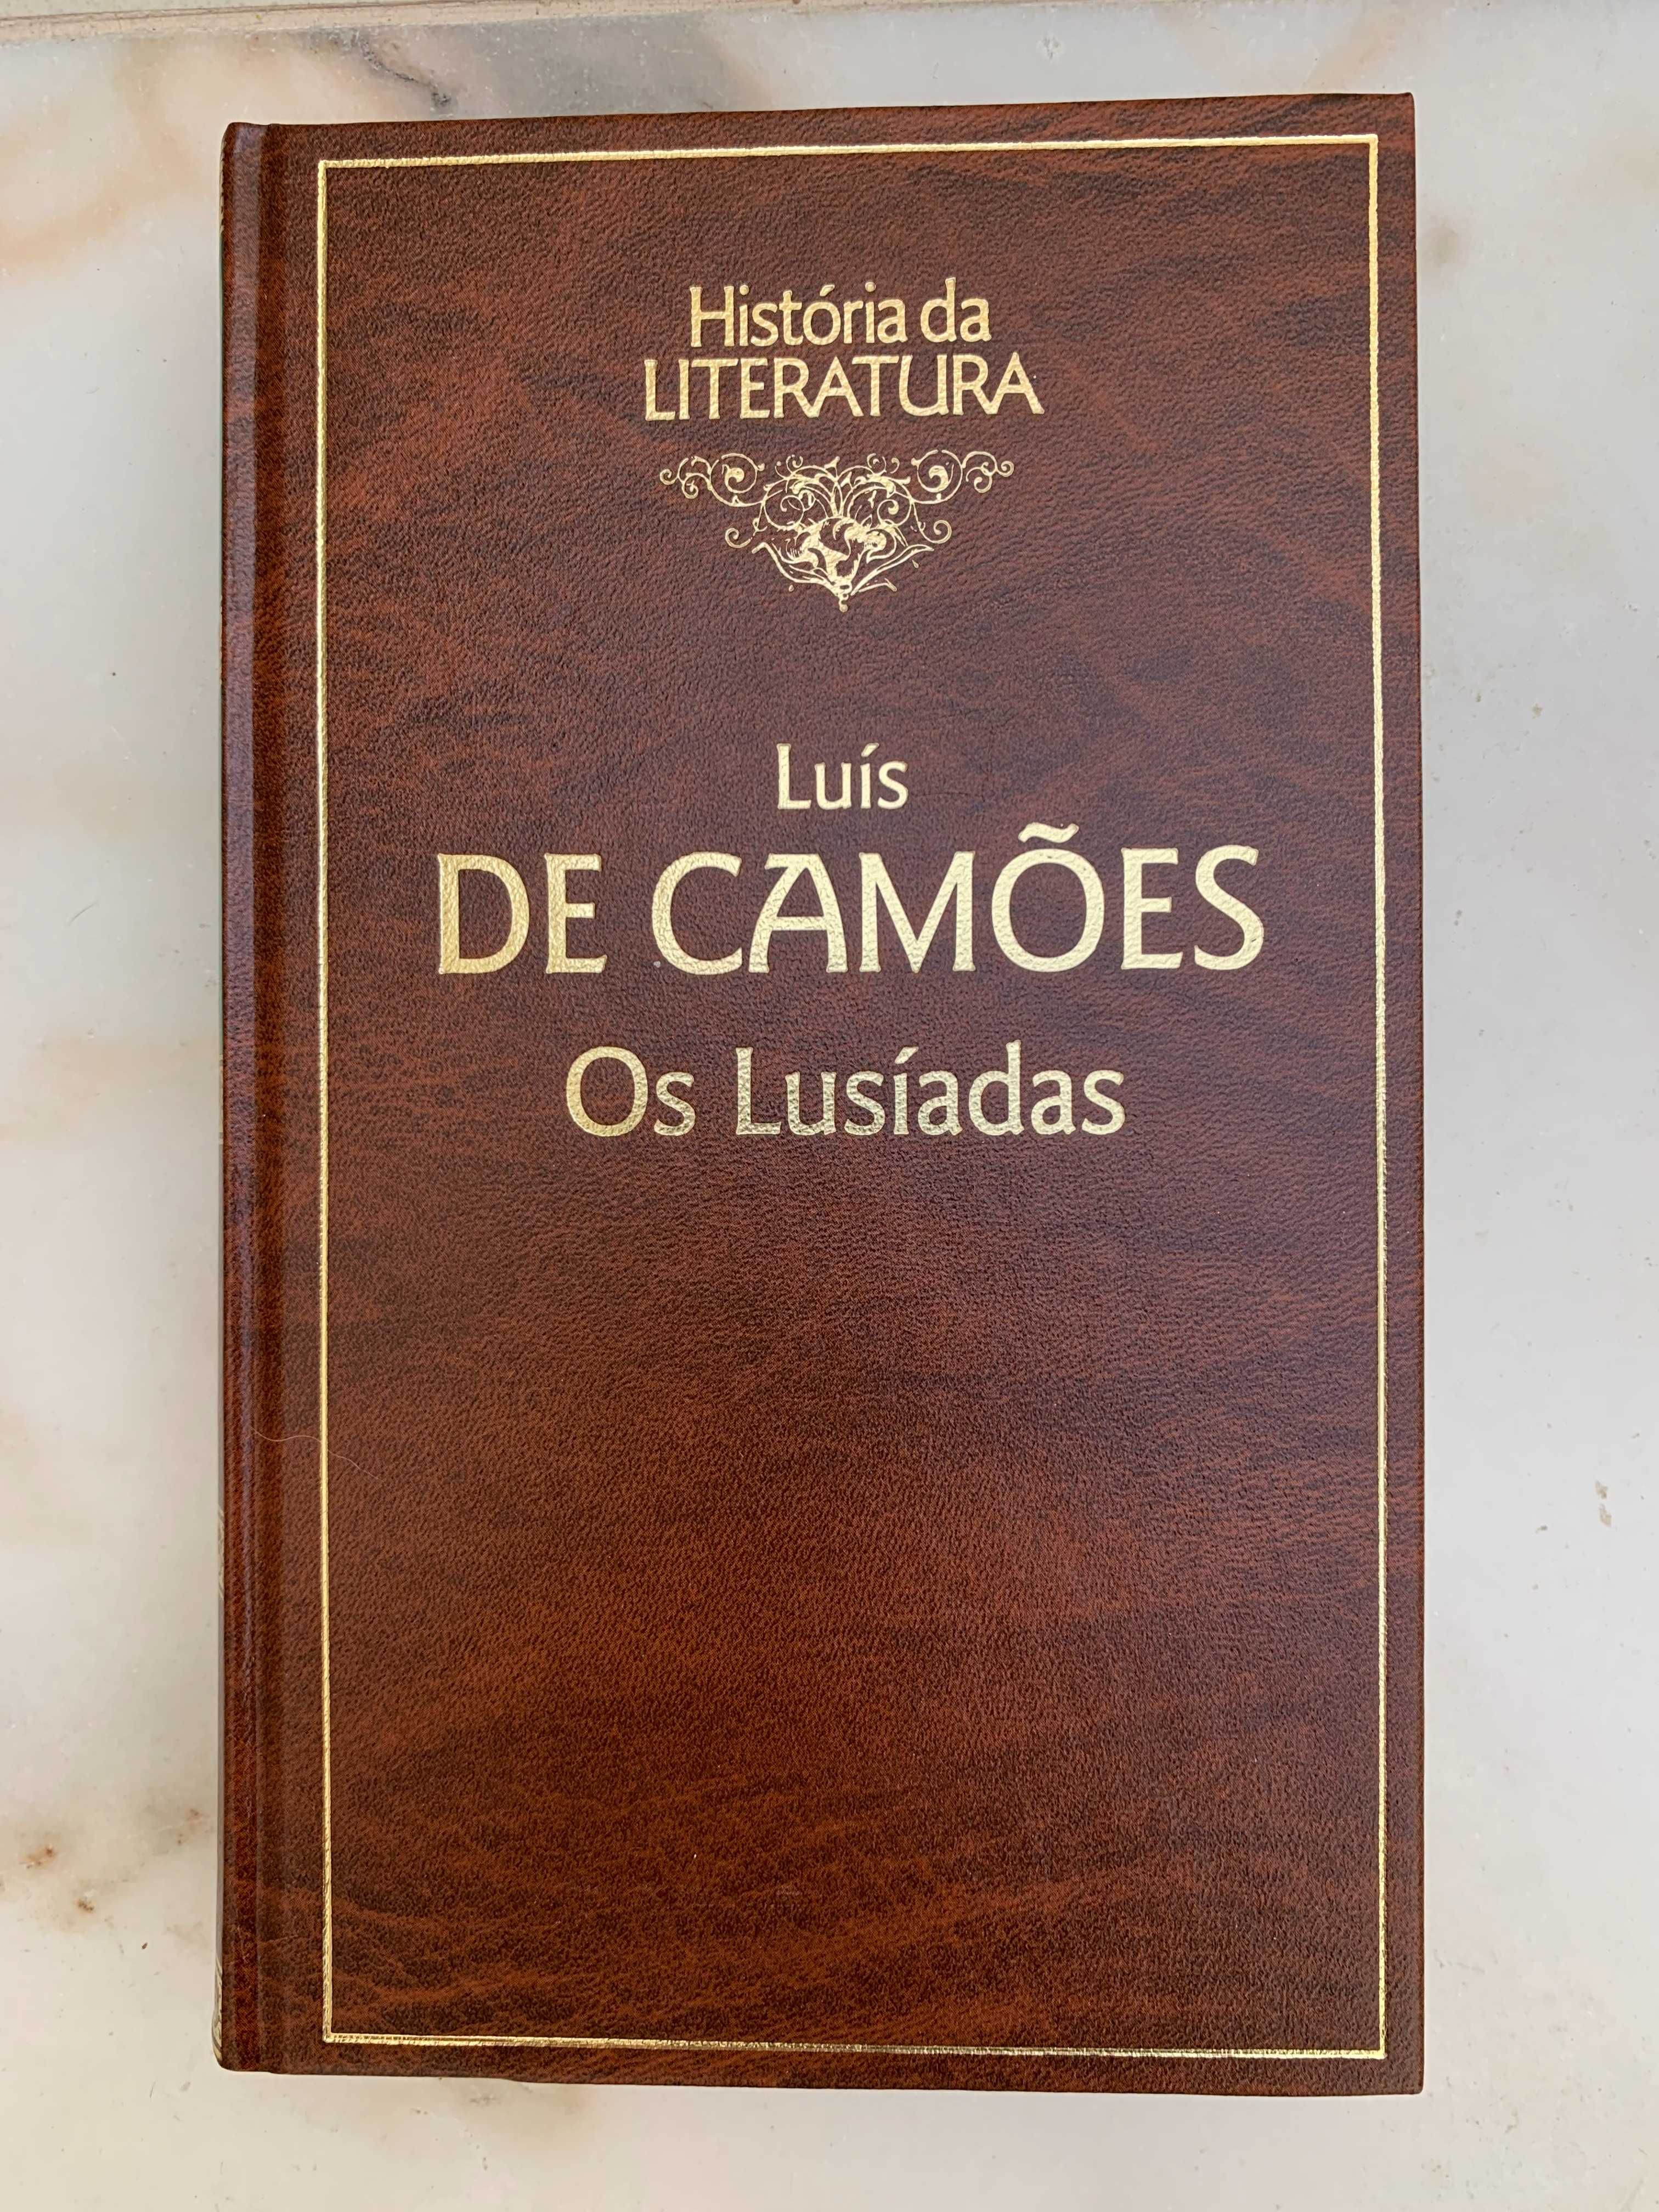 História da
LITERATURA
Luís
DE CAMÕES
Os Lusíadas